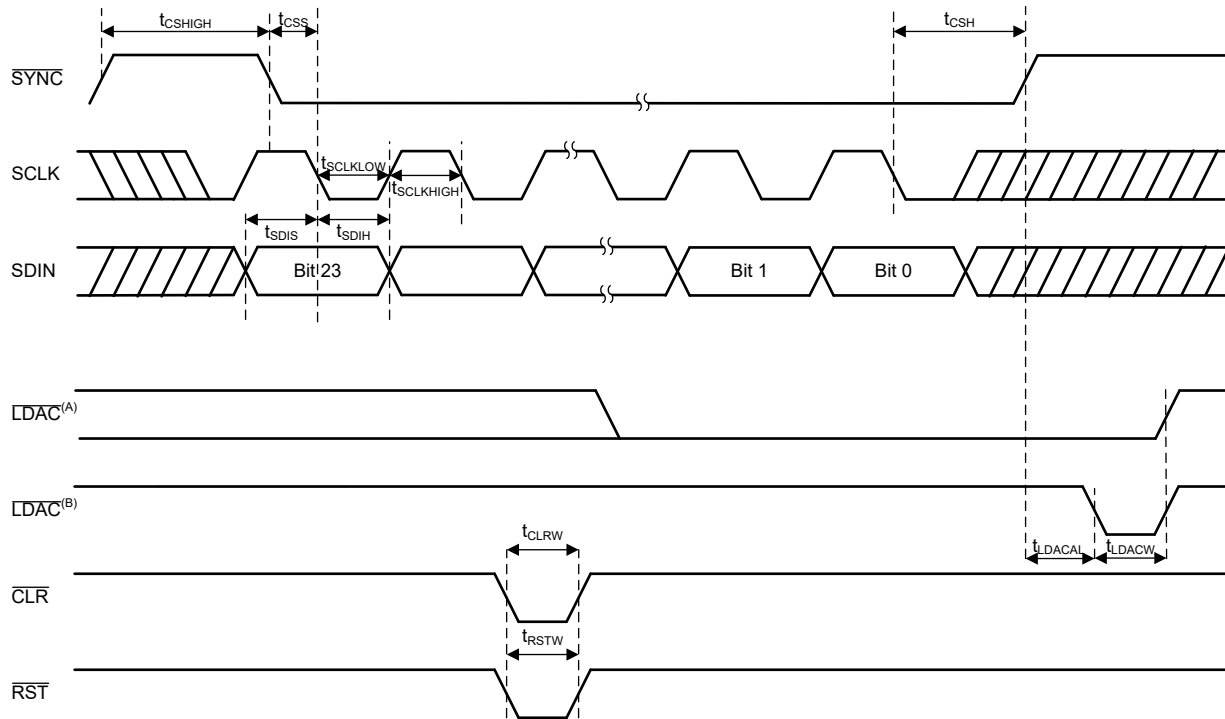 tCSHIGH tCSS tCSH
SYNC
SCLK
tSCLKLOW
tSCLKHIGH
tSDIS tSDIH
SDIN Bit 23 Bit 1 Bit 0
LDAC(A)
LDAC(B)
tCLRW tLDACAL tLDACW
CLR
tRSTW
RST